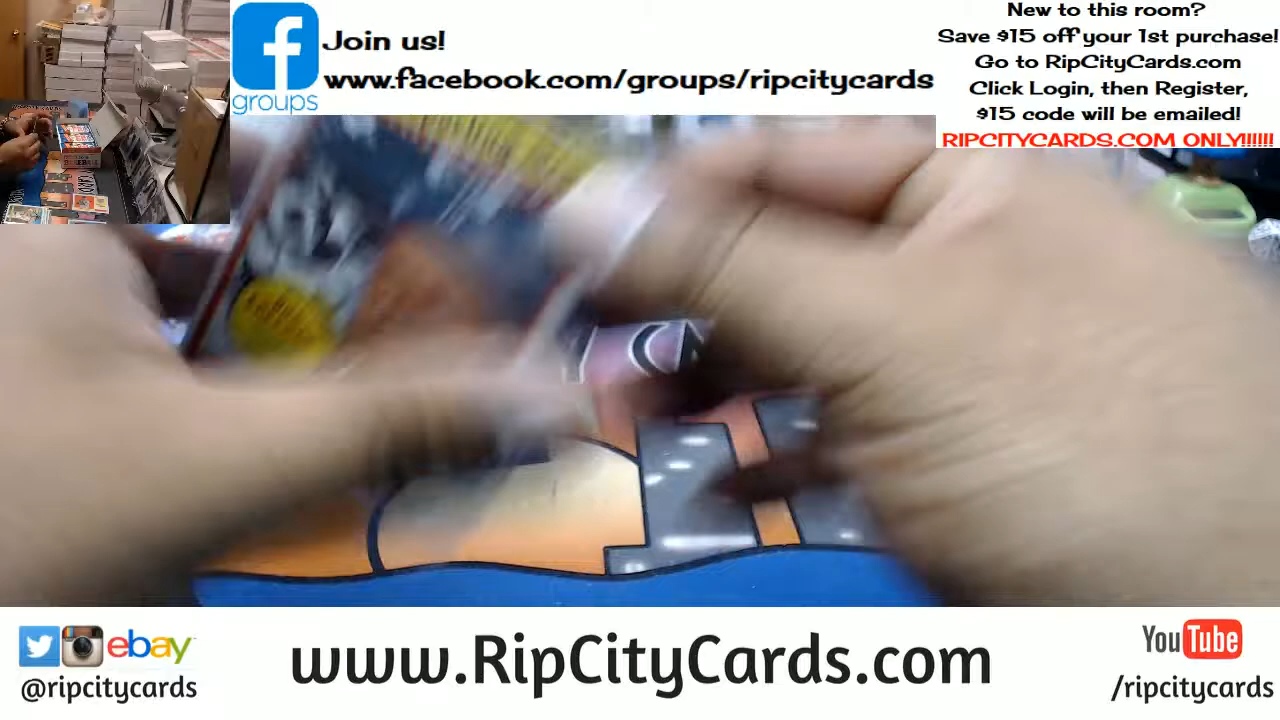 Join us!
www.facebook.com/groups/ripcitycards
groups
New to this room?
Save $15 off your 1st purchase!
Go to RipCityCards.com
Click Login, then Register,
$15 code will be emailed!
RIPCITYCARDS.COM ONLY!!!!!!
ebay
@ripcitycards
www.RipCityCards.com
YouTube
/ripcitycards